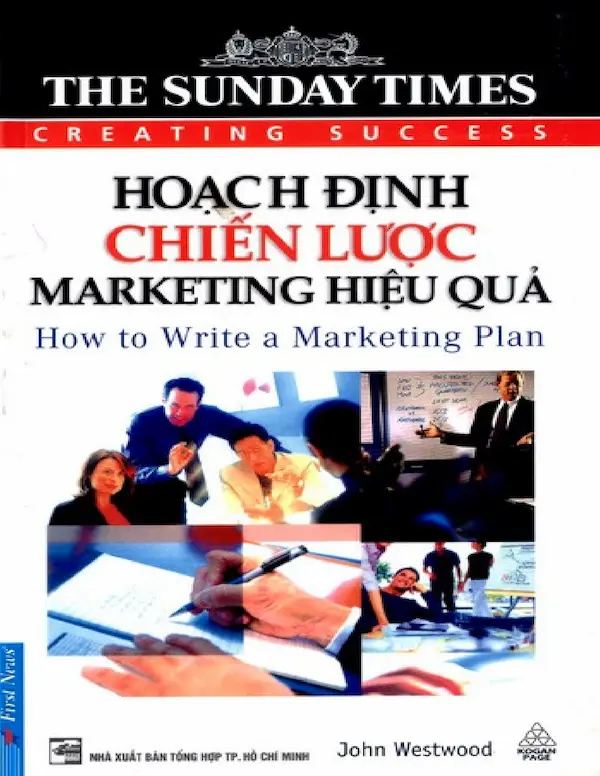 THE SUNDAY TIMES
CREATING SUCCESS
HOẠCH ĐỊNH
CHIẾN LƯỢC
MARKETING HIỆU QUẢ
How to Write a Marketing Plan
First News
NHÀ XUẤT BẢN TỔNG HỢP TP. HỒ CHÍ MINH
John Westwood
KOGAN
PAGE